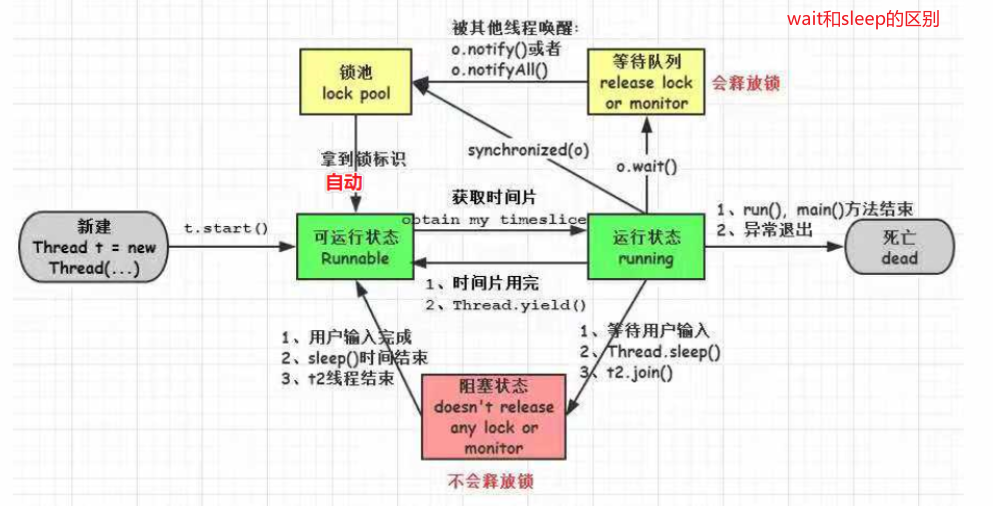 wait和sleep的区别
被其他线程唤醒:
o.notify()或者
o.notifyAll()
锁池
lock pool
等待队列
release lock
or monitor
会释放锁
synchronized(o)
o.wait()
拿到锁标识
自动
新建
Thread t = new
Thread(...)
t.start()
可运行状态
Runnable
获取时间片
obtain my timeslice
运行状态
running
1、run(), main()方法结束
2、异常退出
死亡
dead
1、时间片用完
2、Thread.yield()
1、用户输入完成
2、sleep()时间结束
3、t2线程结束
1、等待用户输入
2、Thread.sleep()
3、t2.join()
阻塞状态
doesn't release
any lock or
monitor
不会释放锁